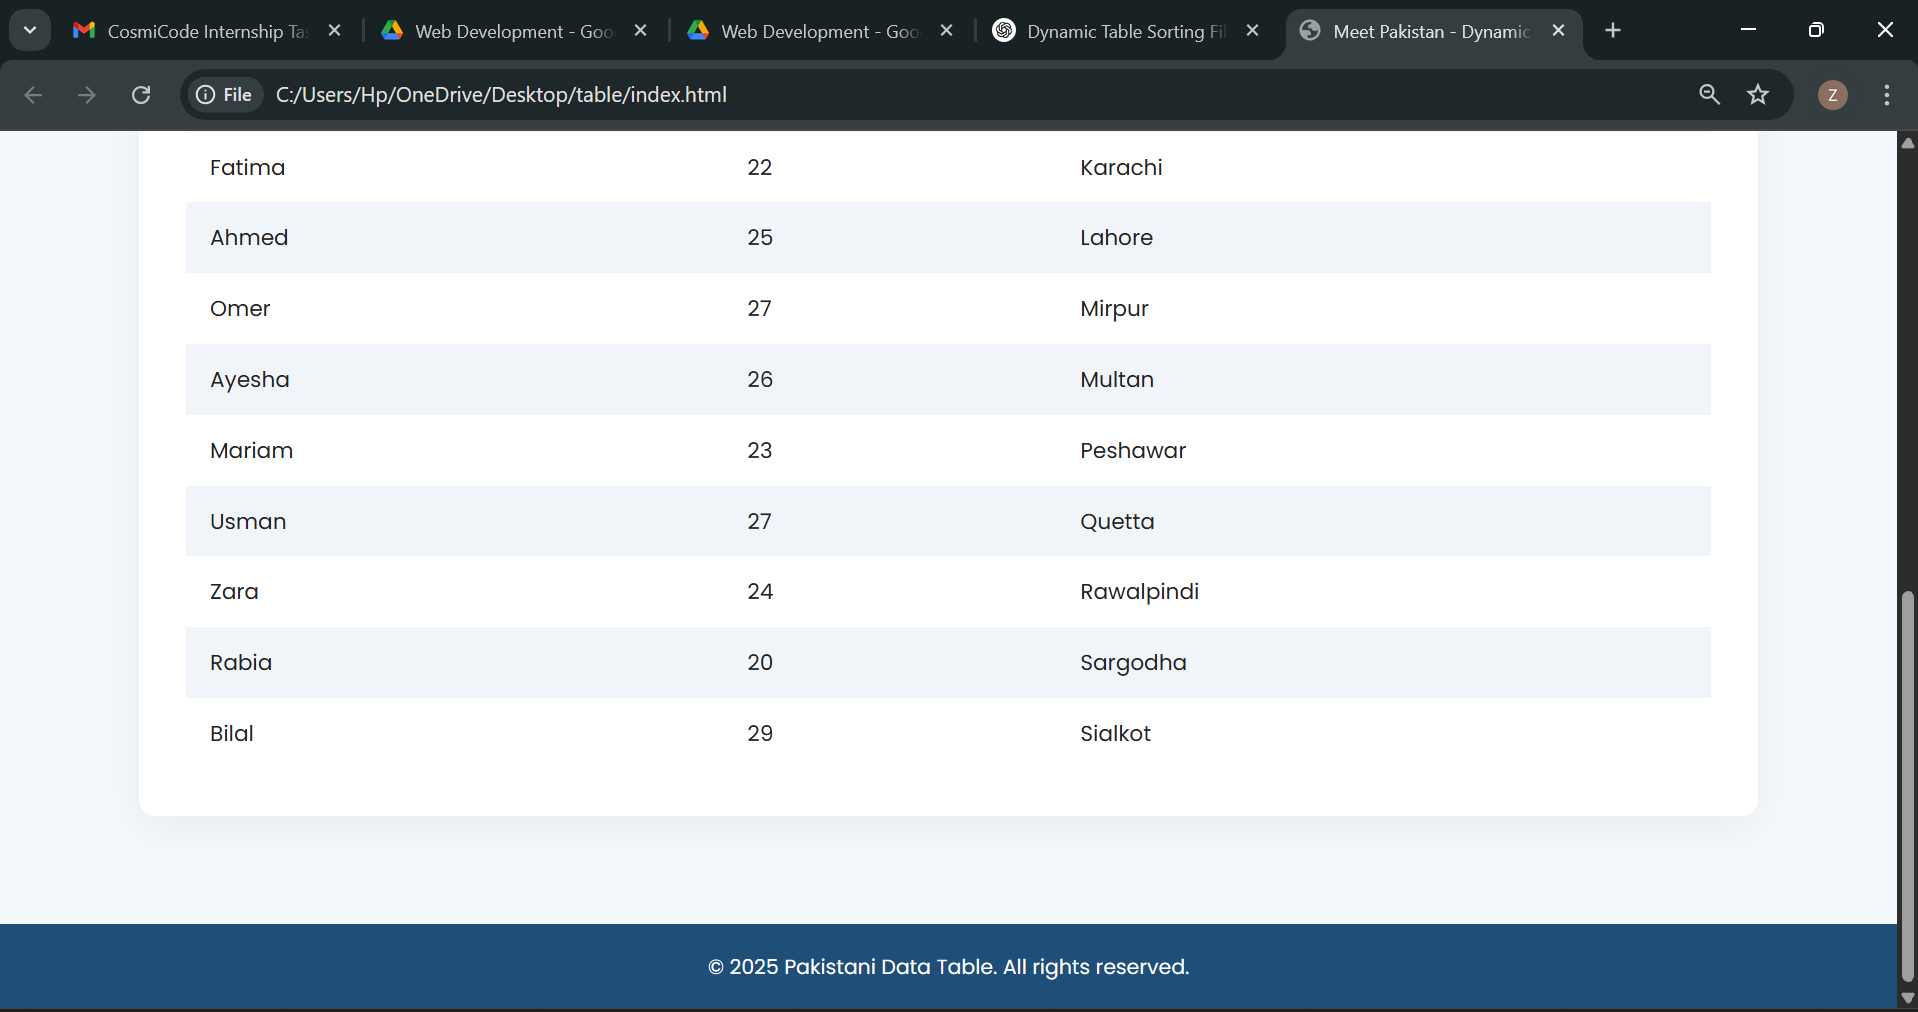 CosmiCode Internship Ta
Web Development - Goo
Web Development - Goo
Dynamic Table Sorting Fil
Meet Pakistan - Dynamic
File
C:/Users/Hp/OneDrive/Desktop/table/index.html
Z
Fatima 22 Karachi
Ahmed 25 Lahore
Omer 27 Mirpur
Ayesha 26 Multan
Mariam 23 Peshawar
Usman 27 Quetta
Zara 24 Rawalpindi
Rabia 20 Sargodha
Bilal 29 Sialkot
© 2025 Pakistani Data Table. All rights reserved.